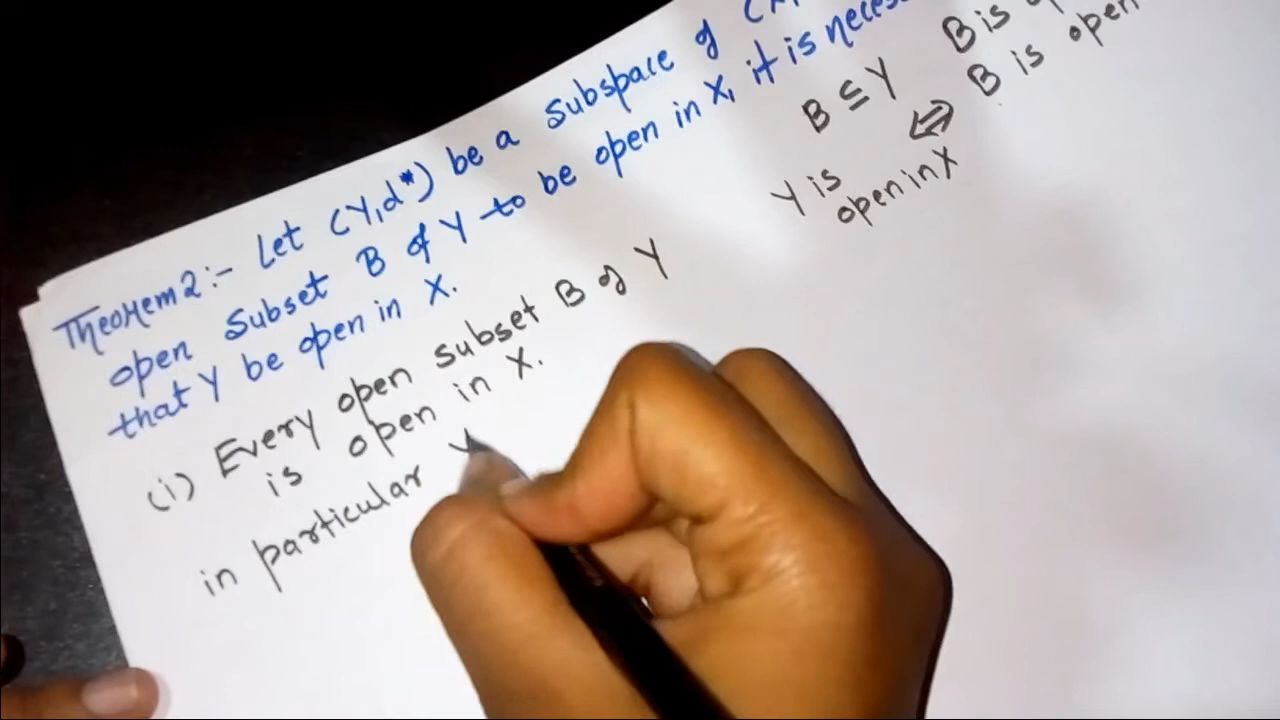 Theorem 2:- Let (Y,d*) be a Subspace of (X,
open Subset B of Y to be open in X, it is neces
that Y be open in X.
B ⊆ Y B is
⇔ B is open
Y is
open in X
(i) Every open subset B of Y
is open in X.
in particular Y